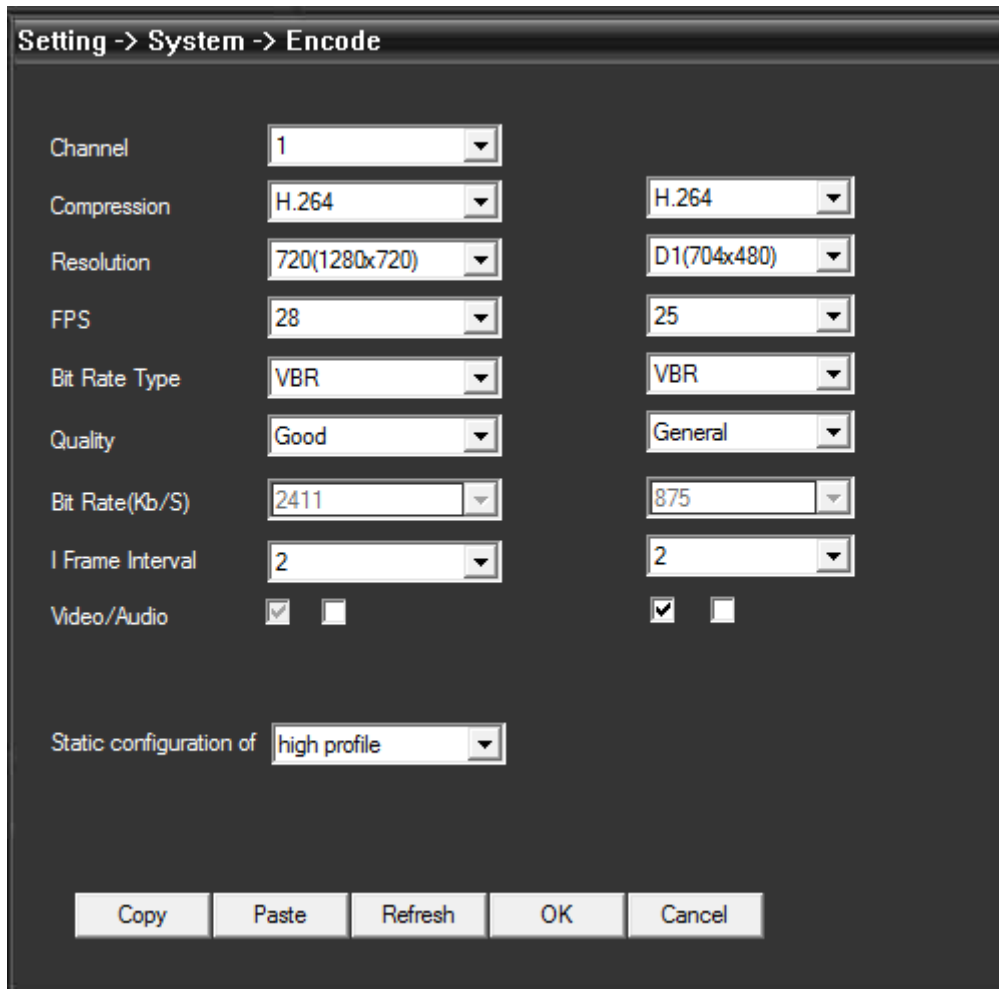 Setting -> System -> Encode
Channel 1
Compression H.264 H.264
Resolution 720(1280x720) D1(704x480)
FPS 28 25
Bit Rate Type VBR VBR
Quality Good General
Bit Rate(Kb/S) 2411 875
I Frame Interval 2 2
Video/Audio
Static configuration of high profile
Copy Paste Refresh OK Cancel